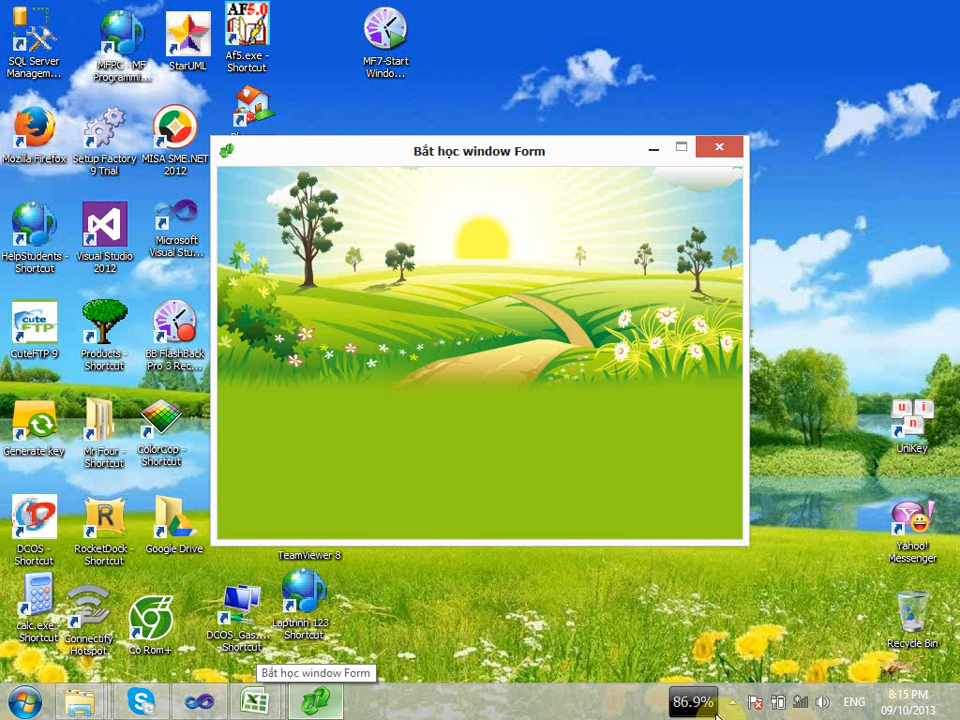 AF5.0
SQL Server
Managem...
MFPC - MF
Programmi...
StarUML
Af5.exe -
Shortcut
MF7-Start
Windo...
Mozilla Firefox
Setup Factory
9 Trial
MISA SME.NET
2012
Bắt học window Form
HelpStudents -
Shortcut
Visual Studio
2012
Microsoft
Visual Stu...
cute
FTP
CuteFTP 9
Products -
Shortcut
BB FlashBack
Pro 3 Rec...
Generate key
Mr Four -
Shortcut
ColorCop -
Shortcut
u i
n
UniKey
R
DCOS -
Shortcut
RocketDock -
Shortcut
Google Drive
TeamViewer 8
Yahoo!
Messenger
calc.exe -
Shortcut
Connectify
Hotspot
Cờ Rôm+
DCOS_Gas....
- Shortcut
Laptrinh 123 -
Shortcut
Recycle Bin
Bắt học window Form
86.9%
ENG
8:15 PM
09/10/2013